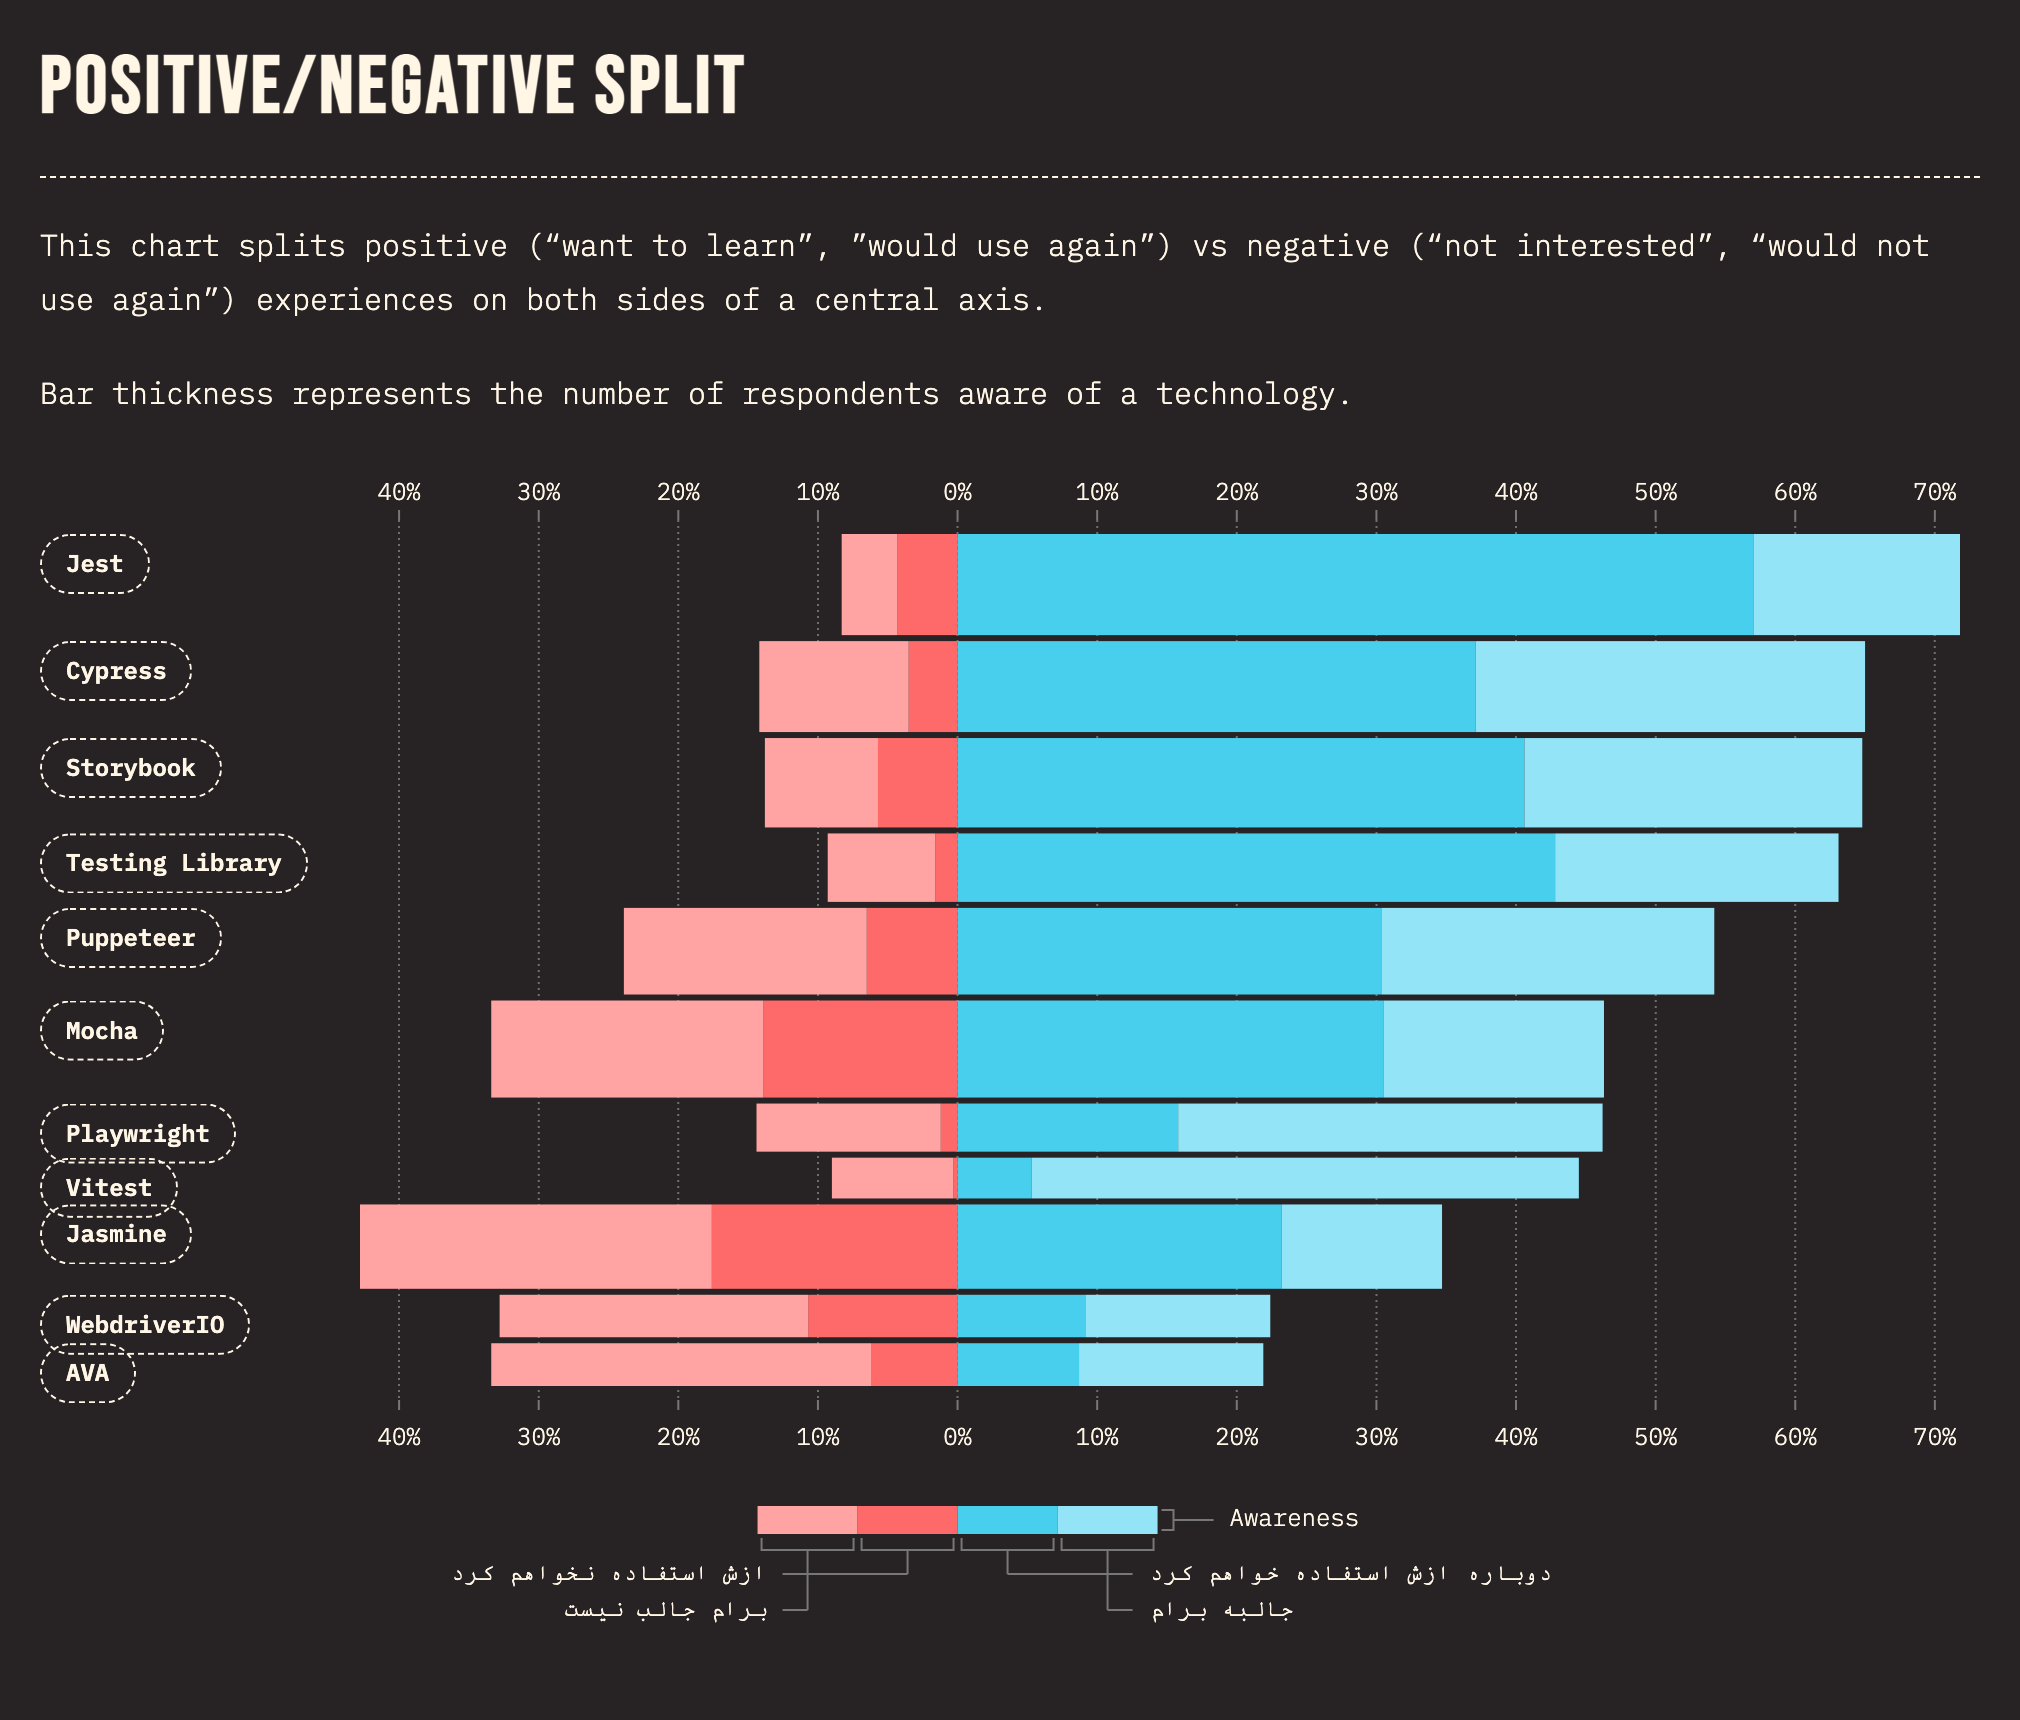 POSITIVE/NEGATIVE SPLIT
This chart splits positive (“want to learn”, ”would use again”) vs negative (“not interested”, “would not
use again”) experiences on both sides of a central axis.
Bar thickness represents the number of respondents aware of a technology.
40% 30% 20% 10% 0% 10% 20% 30% 40% 50% 60% 70%
Jest
Cypress
Storybook
Testing Library
Puppeteer
Mocha
Playwright
Vitest
Jasmine
WebdriverIO
AVA
40% 30% 20% 10% 0% 10% 20% 30% 40% 50% 60% 70%
Awareness
ازش استفاده نخواهم کرد
دوباره ازش استفاده خواهم کرد
برام جالب نیست
جالبه برام